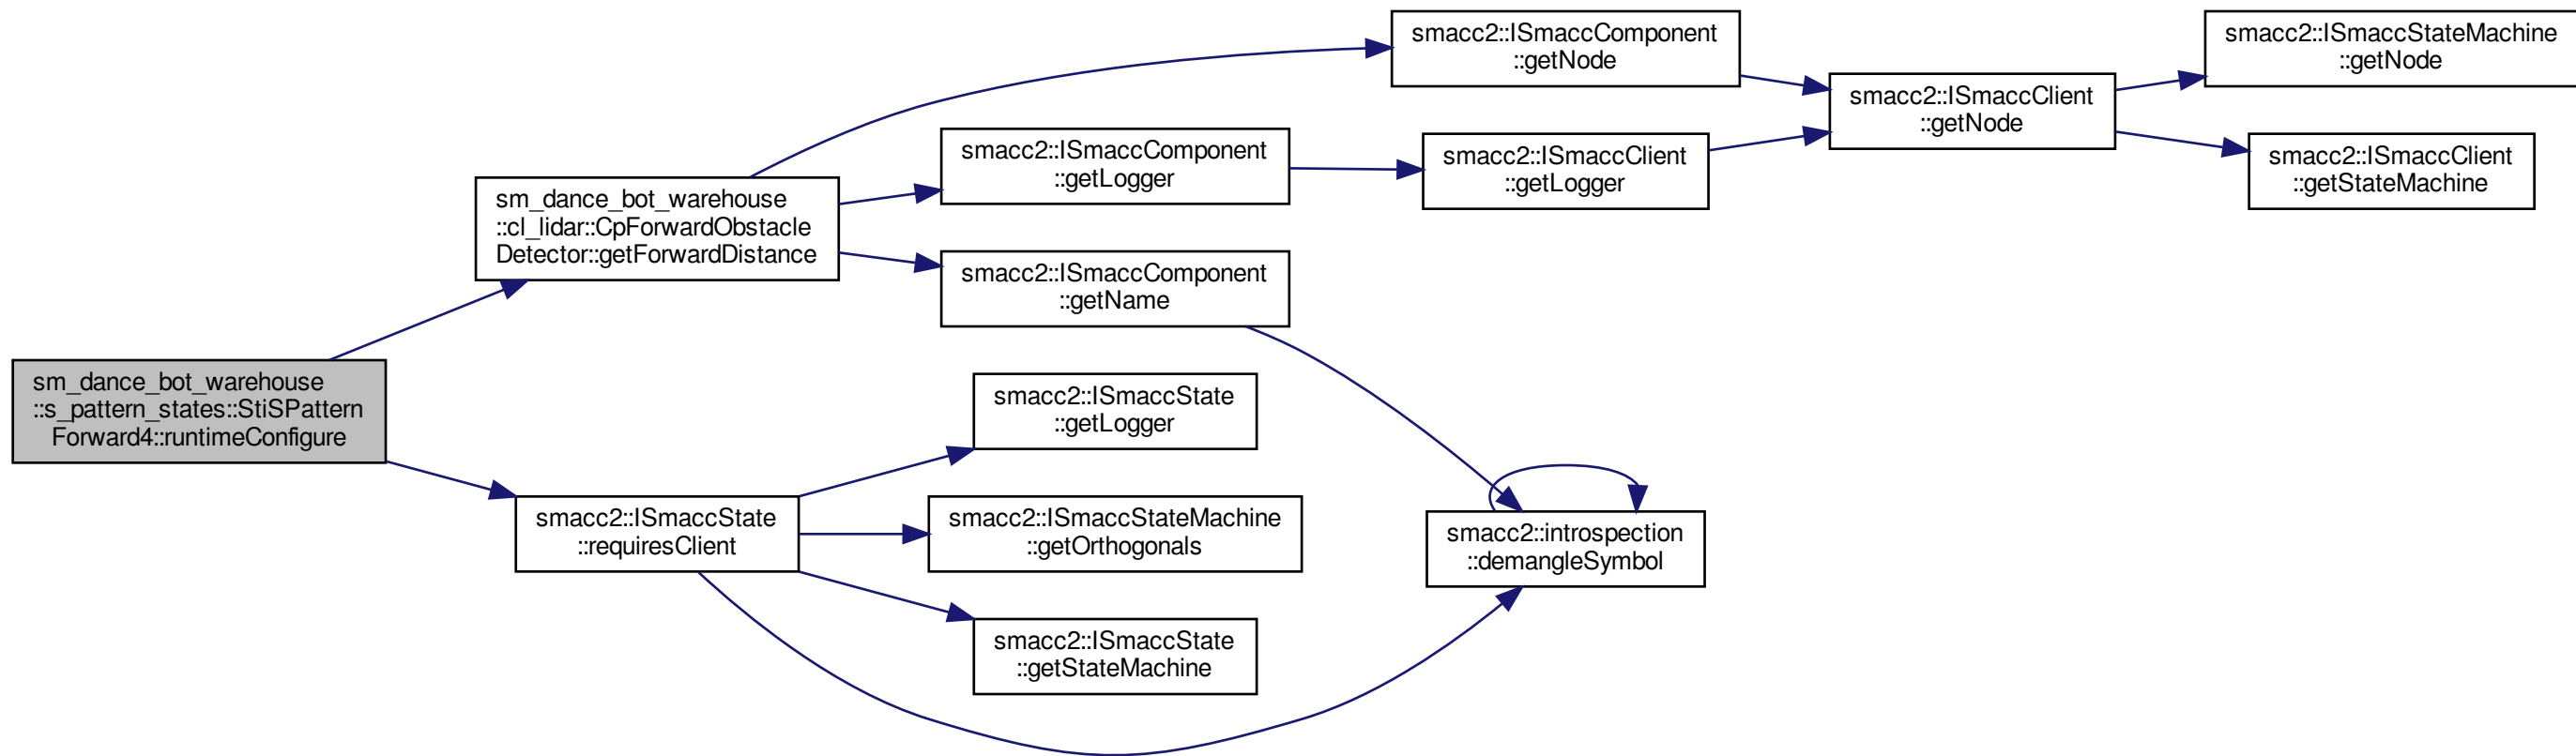 sm_dance_bot_warehouse
::s_pattern_states::StiSPattern
Forward4::runtimeConfigure
sm_dance_bot_warehouse
::cl_lidar::CpForwardObstacle
Detector::getForwardDistance
smacc2::ISmaccState
::requiresClient
smacc2::ISmaccComponent
::getNode
smacc2::ISmaccComponent
::getLogger
smacc2::ISmaccComponent
::getName
smacc2::ISmaccState
::getLogger
smacc2::ISmaccStateMachine
::getOrthogonals
smacc2::ISmaccState
::getStateMachine
smacc2::ISmaccClient
::getLogger
smacc2::introspection
::demangleSymbol
smacc2::ISmaccClient
::getNode
smacc2::ISmaccStateMachine
::getNode
smacc2::ISmaccClient
::getStateMachine